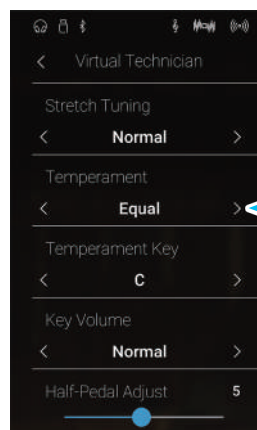 Virtual Technician
Stretch Tuning
Normal
Temperament
Equal
Temperament Key
C
Key Volume
Normal
Half-Pedal Adjust 5